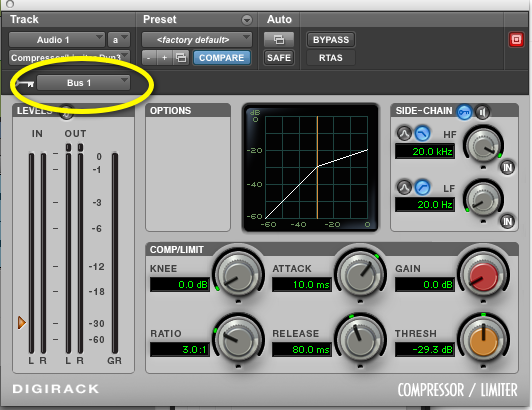 Track Preset Auto
Audio 1 a <factory default> BYPASS
- + COMPARE SAFE RTAS
Bus 1
LEVELS OPTIONS SIDE-CHAIN
IN OUT
dB
0
-20
-40
-60
-60 -40 -20 0
HF
20.0 kHz
IN
LF
20.0 Hz
IN
0
-1
-3
-6
-12
-18
-30
-60
L R L R GR
COMP/LIMIT
KNEE ATTACK GAIN
0.0 dB 10.0 ms 0.0 dB
RATIO RELEASE THRESH
3.0:1 80.0 ms -29.3 dB
DIGIRACK COMPRESSOR / LIMITER